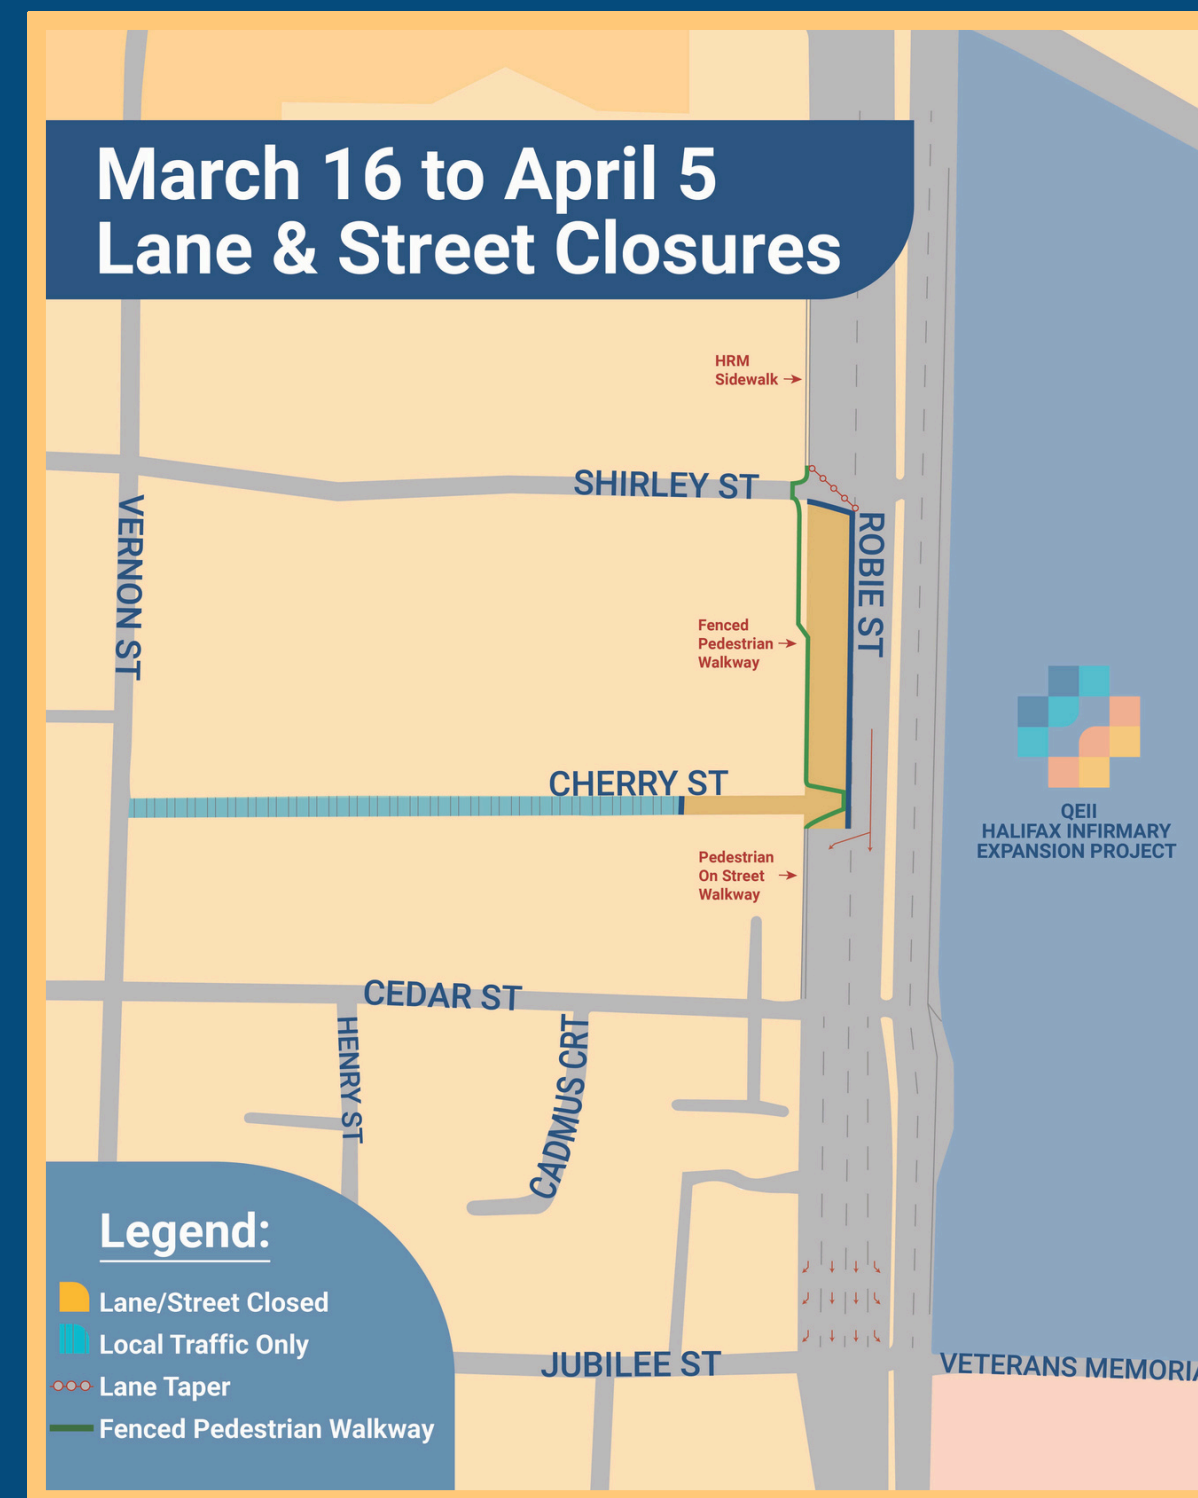 March 16 to April 5
Lane & Street Closures
HRM
Sidewalk
SHIRLEY ST
VERNON ST
ROBIE ST
Fenced
Pedestrian
Walkway
CHERRY ST
QEII
HALIFAX INFIRMARY
EXPANSION PROJECT
Pedestrian
On Street
Walkway
CEDAR ST
HENRY ST
CADMUS CRT
Legend:
Lane/Street Closed
Local Traffic Only
Lane Taper
Fenced Pedestrian Walkway
JUBILEE ST
VETERANS